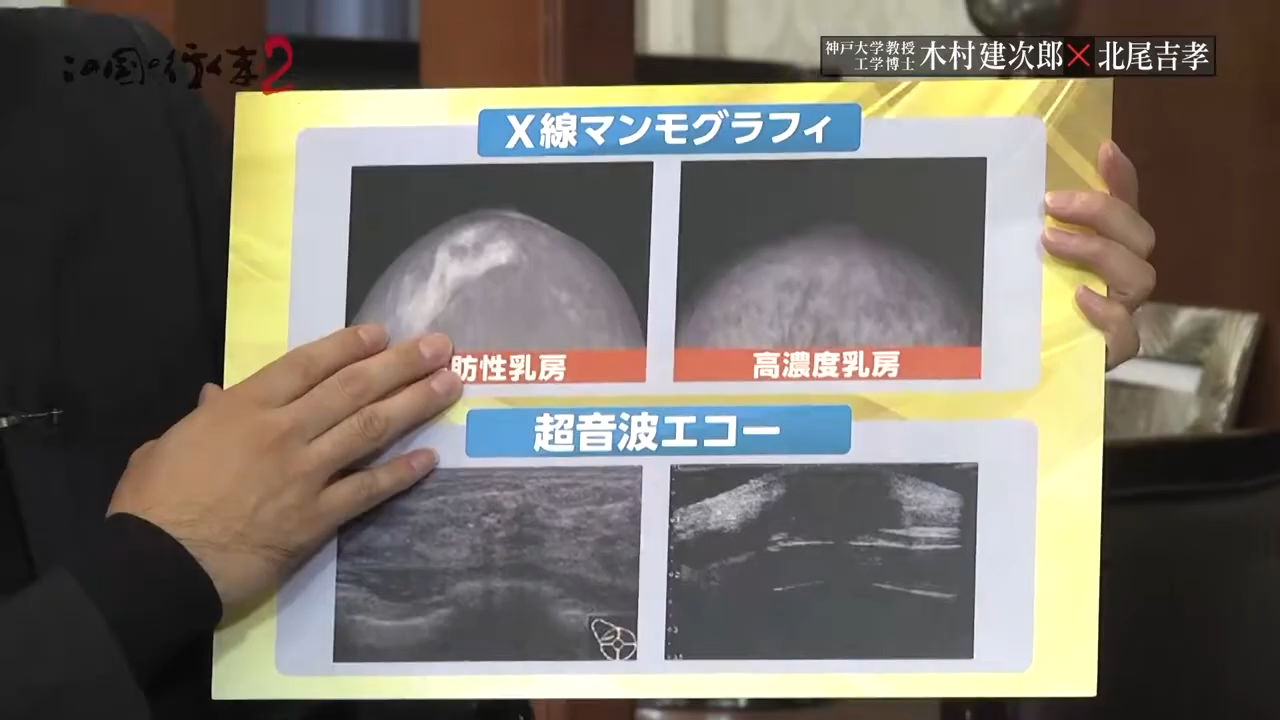 この国の行く末2
神戸大学教授
工学博士
木村建次郎×北尾吉孝
X線マンモグラフィ
肪性乳房
高濃度乳房
超音波エコー